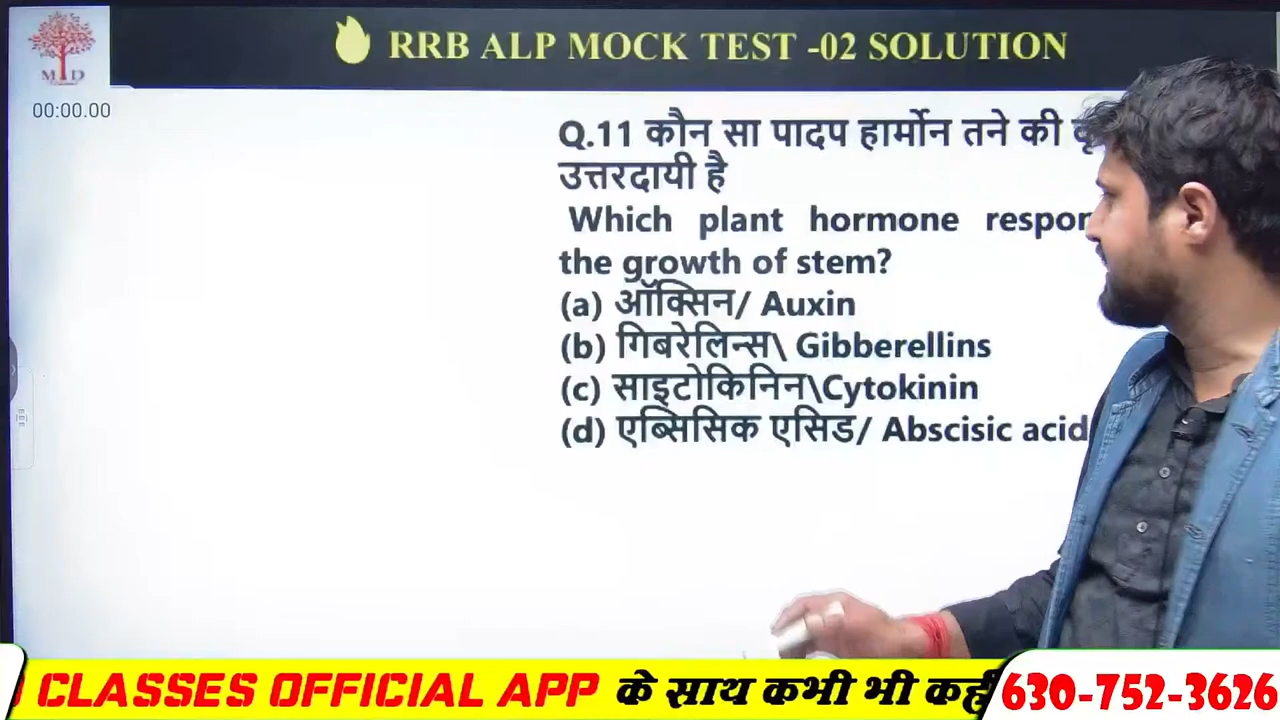 RRB ALP MOCK TEST -02 SOLUTION
M D
00:00.00
Q.11 कौन सा पादप हार्मोन तने की
उत्तरदायी है
Which plant hormone respon
the growth of stem?
(a) ऑक्सिन/ Auxin
(b) गिबरेलिन्स\ Gibberellins
(c) साइटोकिनिन\Cytokinin
(d) एब्सिसिक एसिड/ Abscisic acid
CLASSES OFFICIAL APP के साथ कभी भी कहीं
630-752-3626